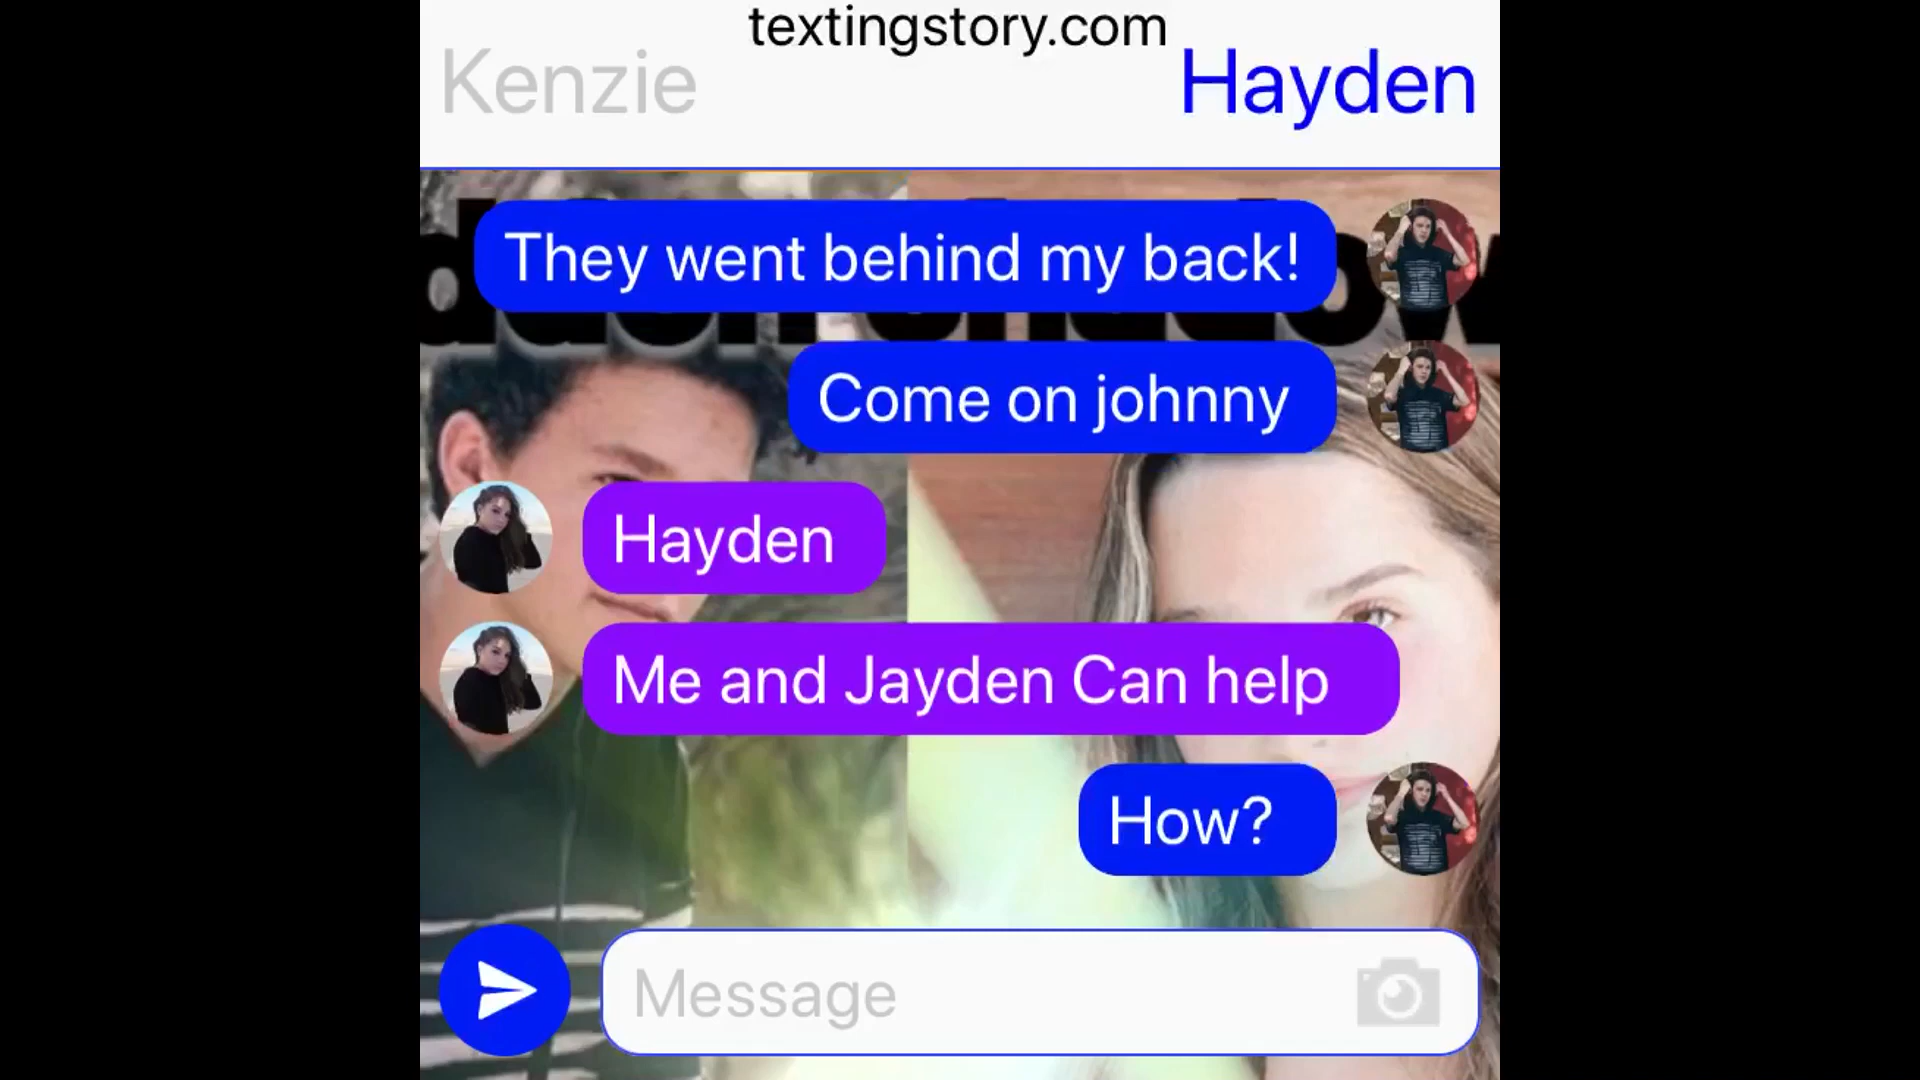 textingstory.com
Kenzie
Hayden
They went behind my back!
Come on johnny
Hayden
Me and Jayden Can help
How?
Message